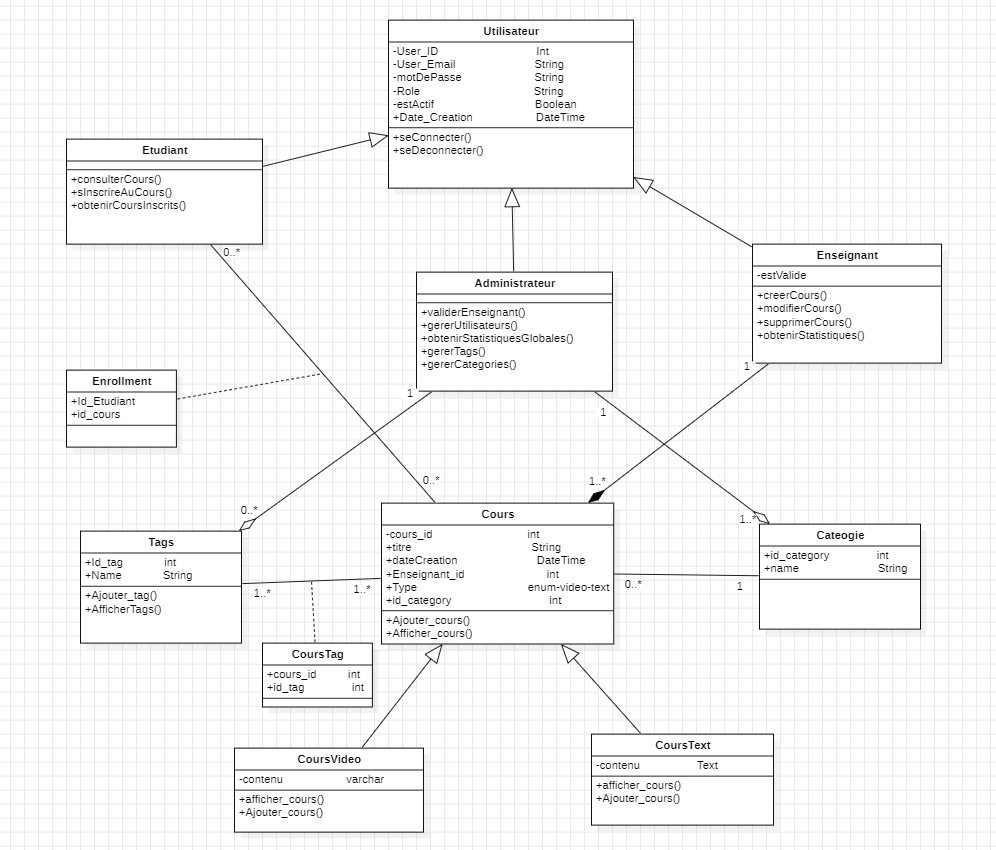 Utilisateur
-User_ID Int
-User_Email String
-motDePasse String
-Role String
-estActif Boolean
+Date_Creation DateTime
+seConnecter()
+seDeconnecter()
Etudiant
+consulterCours()
+sInscrireAuCours()
+obtenirCoursInscrits()
0..*
Administrateur
+validerEnseignant()
+gererUtilisateurs()
+obtenirStatistiquesGlobales()
+gererTags()
+gererCategories()
1
1
Enseignant
-estValide
+creerCours()
+modifierCours()
+supprimerCours()
+obtenirStatistiques()
1
Enrollment
+Id_Etudiant
+id_cours
0..*
0..*
1..*
1..*
Tags
+Id_tag int
+Name String
+Ajouter_tag()
+AfficherTags()
1..*
1..*
Cours
-cours_id int
+titre String
+dateCreation DateTime
+Enseignant_id int
+Type enum-video-text
+id_category int
+Ajouter_cours()
+Afficher_cours()
0..*
1
Cateogie
+id_category int
+name String
CoursTag
+cours_id int
+id_tag int
CoursVideo
-contenu varchar
+afficher_cours()
+Ajouter_cours()
CoursText
-contenu Text
+afficher_cours()
+Ajouter_cours()